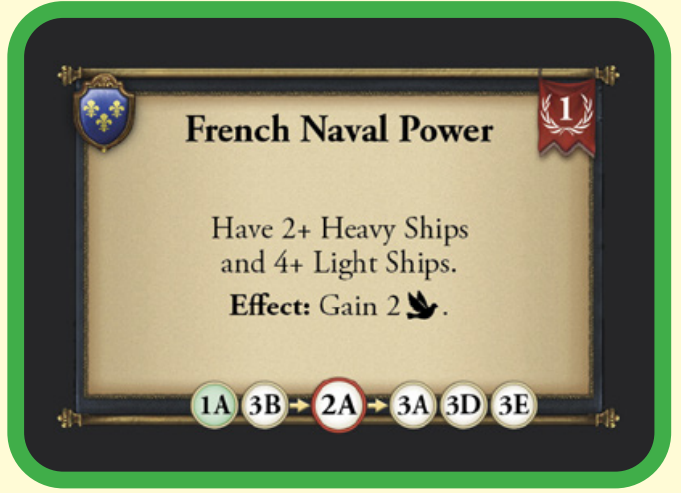 French Naval Power
1
Have 2+ Heavy Ships
and 4+ Light Ships.
Effect: Gain 2 .
1A 3B 2A 3A 3D 3E